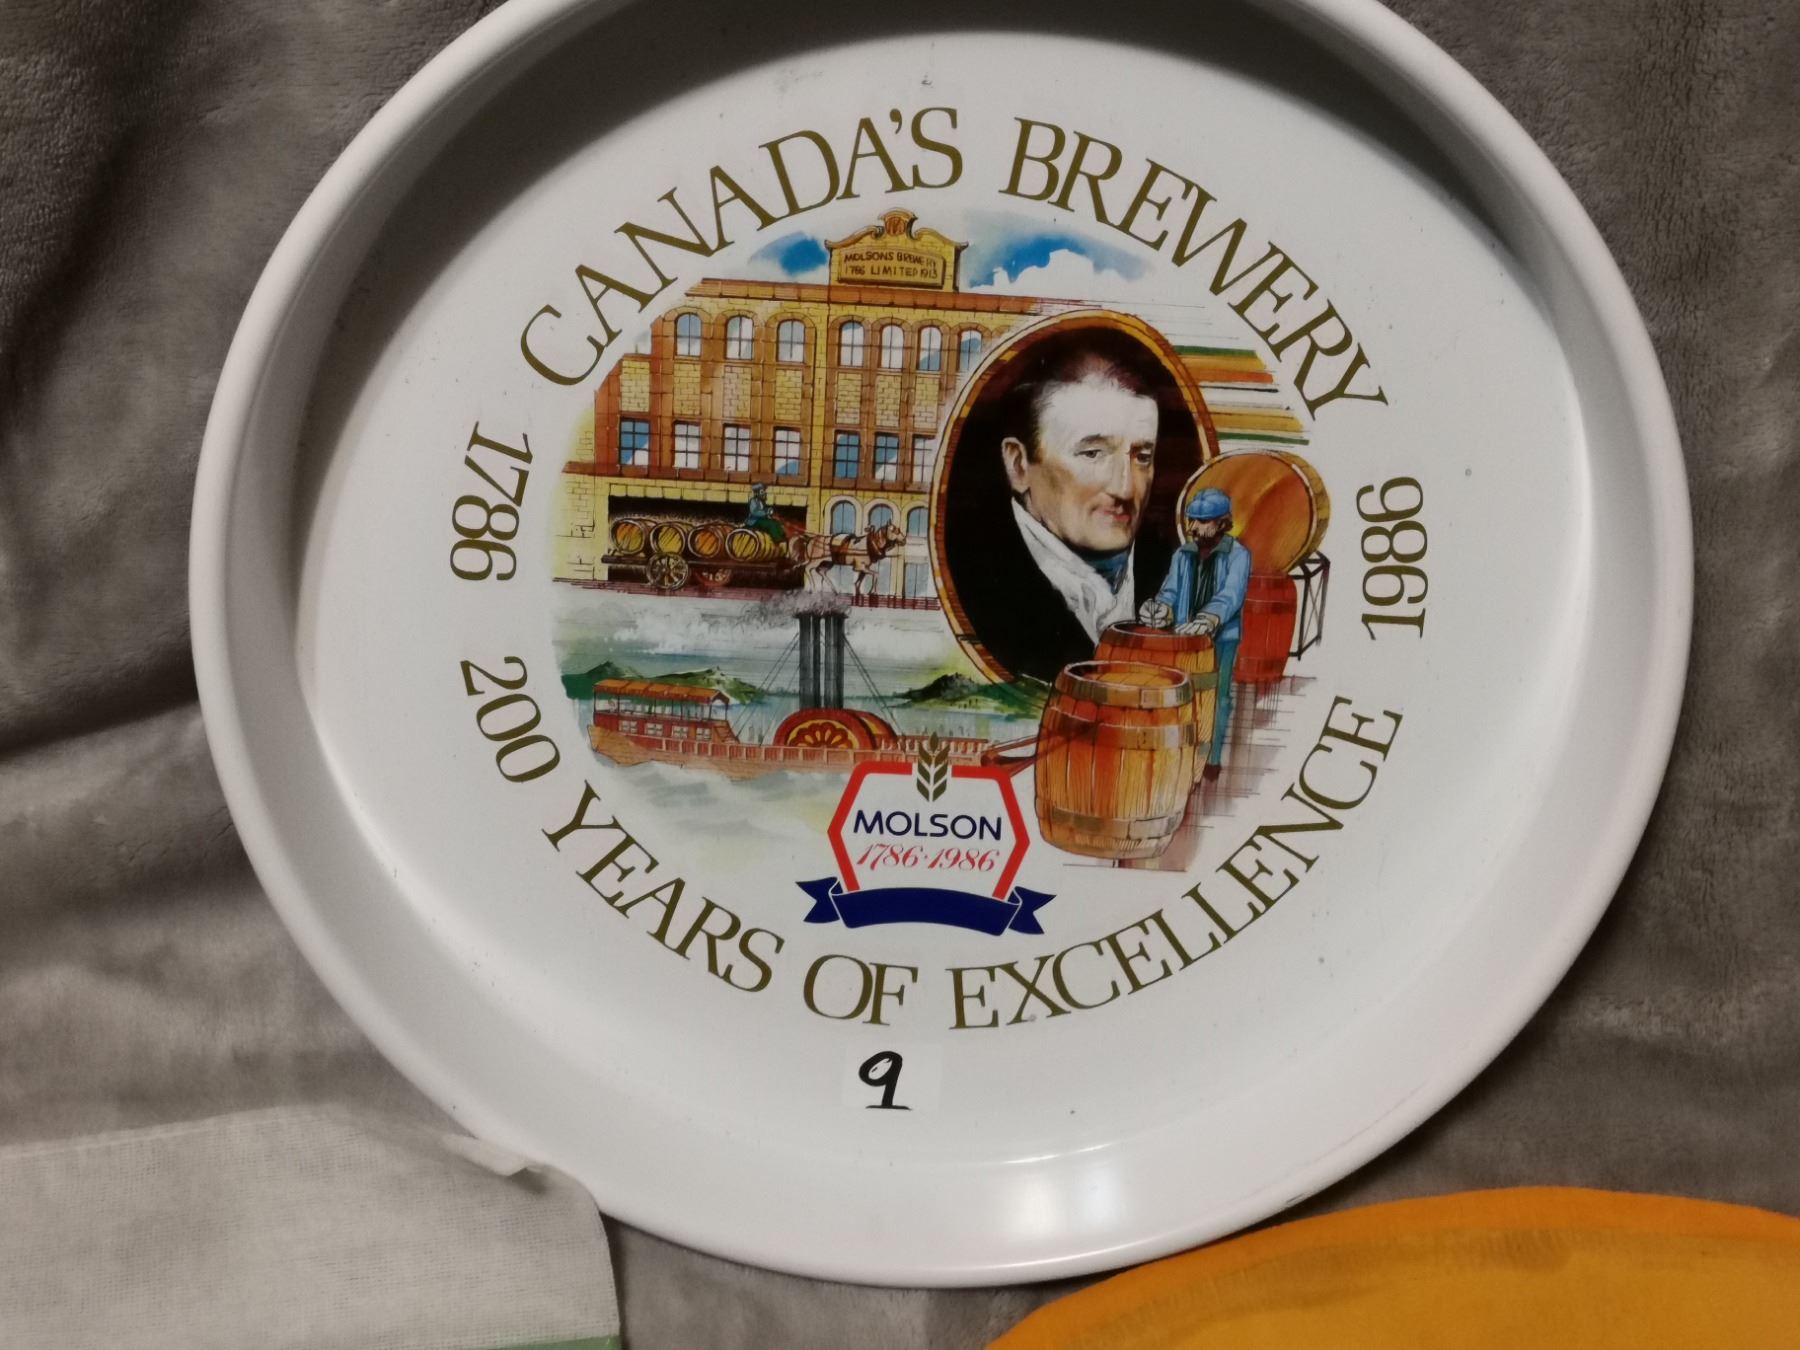 CANADA'S BREWERY
MOLSONS BREWERY
1786 LIMITED 1913
1786
1986
MOLSON
1786·1986
200 YEARS OF EXCELLENCE
9